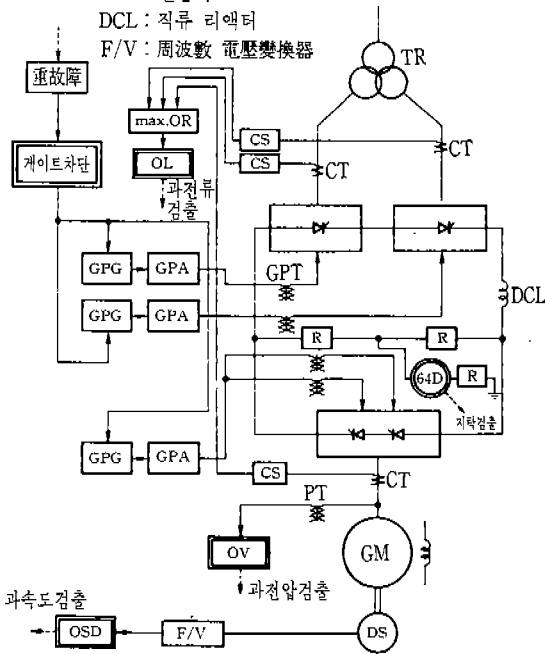 DCL : 직류 리액터
F/V : 周波數 電壓變換器
TR
重故障
max.OR
CS
CT
게이트차단
OL
CS
CT
과전류
검출
GPG
GPA
GPT
DCL
GPG
GPA
R
R
64D
R
지락검출
GPG
GPA
CS
CT
PT
OV
GM
과전압검출
과속도검출
OSD
F/V
DS